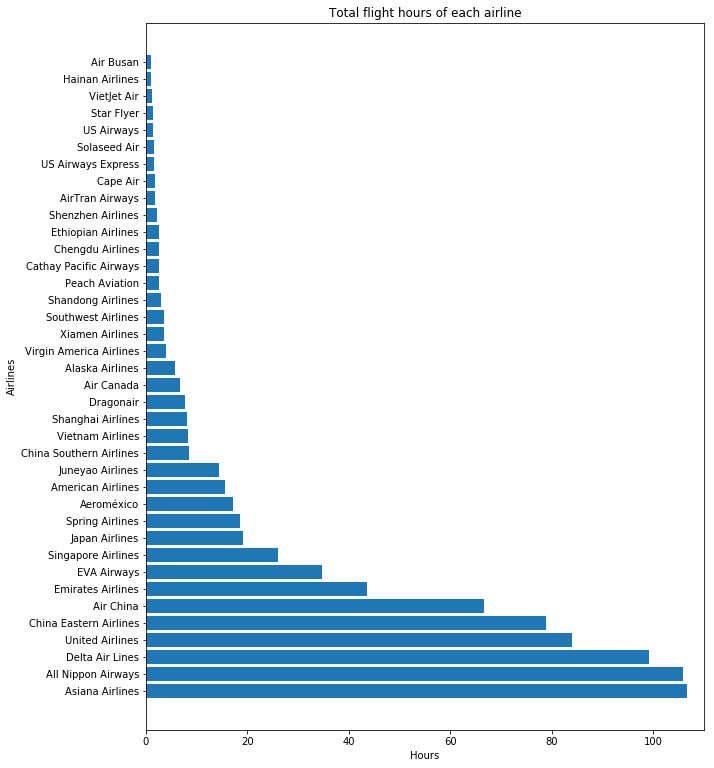 Total flight hours of each airline
Airlines
Air Busan
Hainan Airlines
VietJet Air
Star Flyer
US Airways
Solaseed Air
US Airways Express
Cape Air
AirTran Airways
Shenzhen Airlines
Ethiopian Airlines
Chengdu Airlines
Cathay Pacific Airways
Peach Aviation
Shandong Airlines
Southwest Airlines
Xiamen Airlines
Virgin America Airlines
Alaska Airlines
Air Canada
Dragonair
Shanghai Airlines
Vietnam Airlines
China Southern Airlines
Juneyao Airlines
American Airlines
Aeroméxico
Spring Airlines
Japan Airlines
Singapore Airlines
EVA Airways
Emirates Airlines
Air China
China Eastern Airlines
United Airlines
Delta Air Lines
All Nippon Airways
Asiana Airlines
0 20 40 60 80 100
Hours